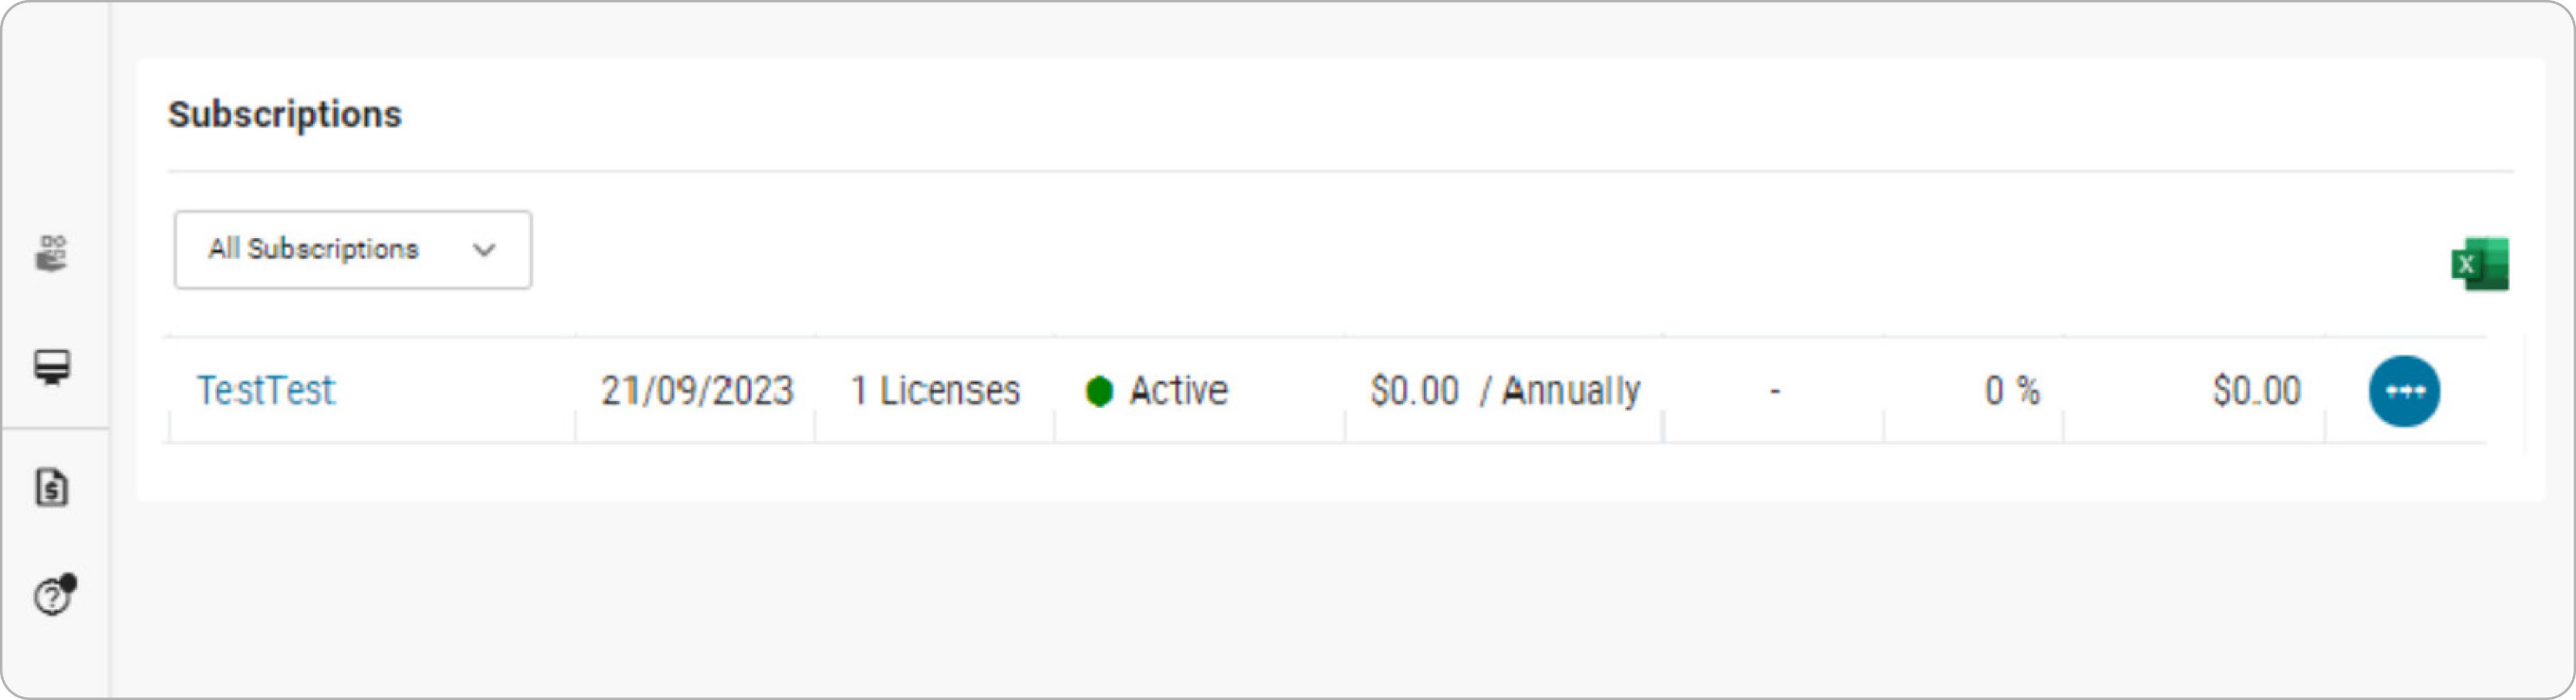 Subscriptions
All Subscriptions
X
TestTest 21/09/2023 1 Licenses Active $0.00 / Annually - 0 % $0.00